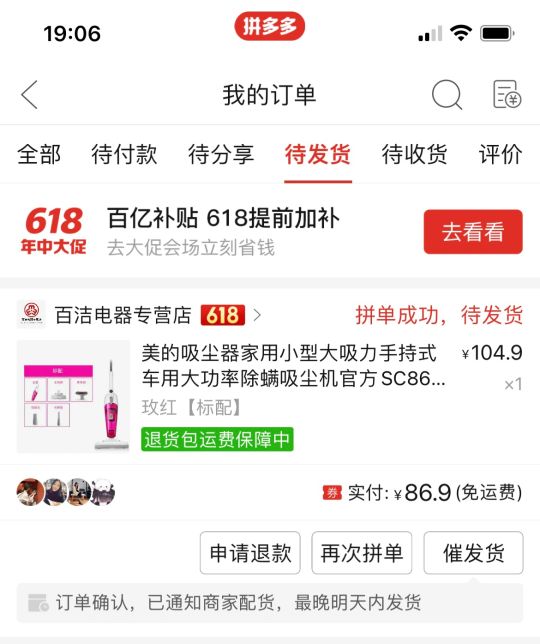 19:06
拼多多
我的订单
全部 待付款 待分享 待发货 待收货 评价
618
年中大促
百亿补贴 618提前加补
去大促会场立刻省钱
去看看
百洁电器专营店 618
拼单成功，待发货
美的吸尘器家用小型大吸力手持式
车用大功率除螨吸尘机官方SC86...
¥104.9
×1
玫红【标配】
退货包运费保障中
标配
券 实付: ¥86.9 (免运费)
申请退款 再次拼单 催发货
订单确认，已通知商家配货，最晚明天内发货